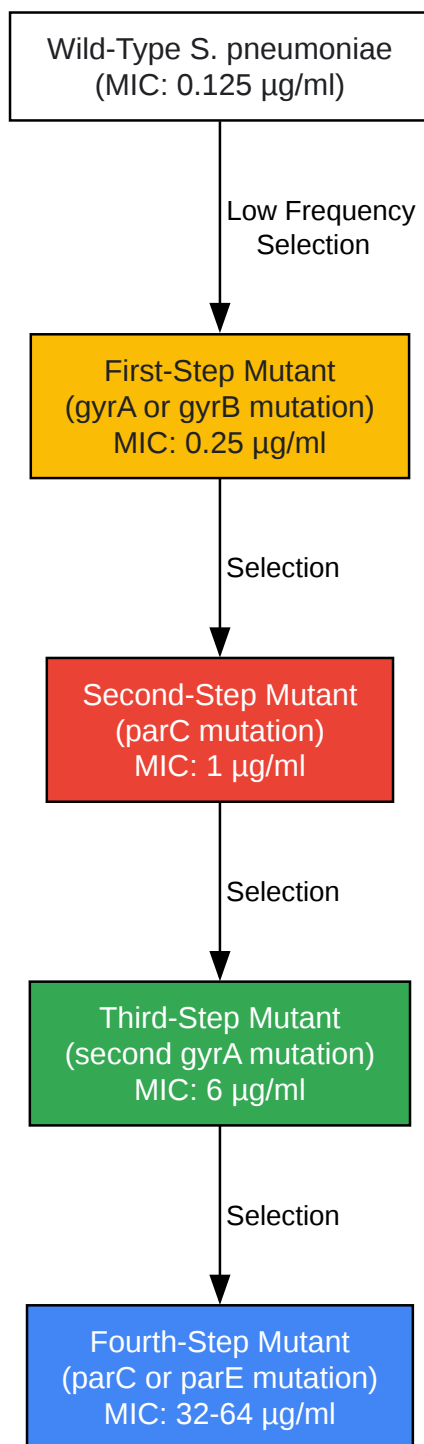 Wild-Type S. pneumoniae
(MIC: 0.125 µg/ml)
Low Frequency
Selection
First-Step Mutant
(gyrA or gyrB mutation)
MIC: 0.25 µg/ml
Selection
Second-Step Mutant
(parC mutation)
MIC: 1 µg/ml
Selection
Third-Step Mutant
(second gyrA mutation)
MIC: 6 µg/ml
Selection
Fourth-Step Mutant
(parC or parE mutation)
MIC: 32-64 µg/ml